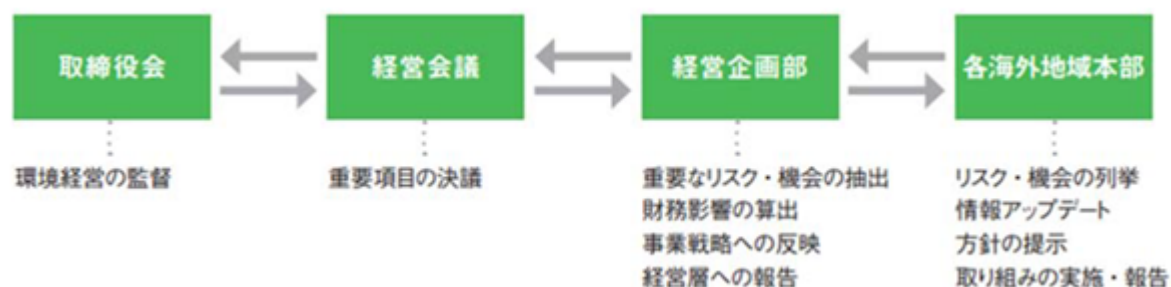 取締役会
経営会議
経営企画部
各海外地域本部
環境経営の監督
重要項目の決議
重要なリスク・機会の抽出
財務影響の算出
事業戦略への反映
経営層への報告
リスク・機会の列挙
情報アップデート
方針の提示
取り組みの実施・報告